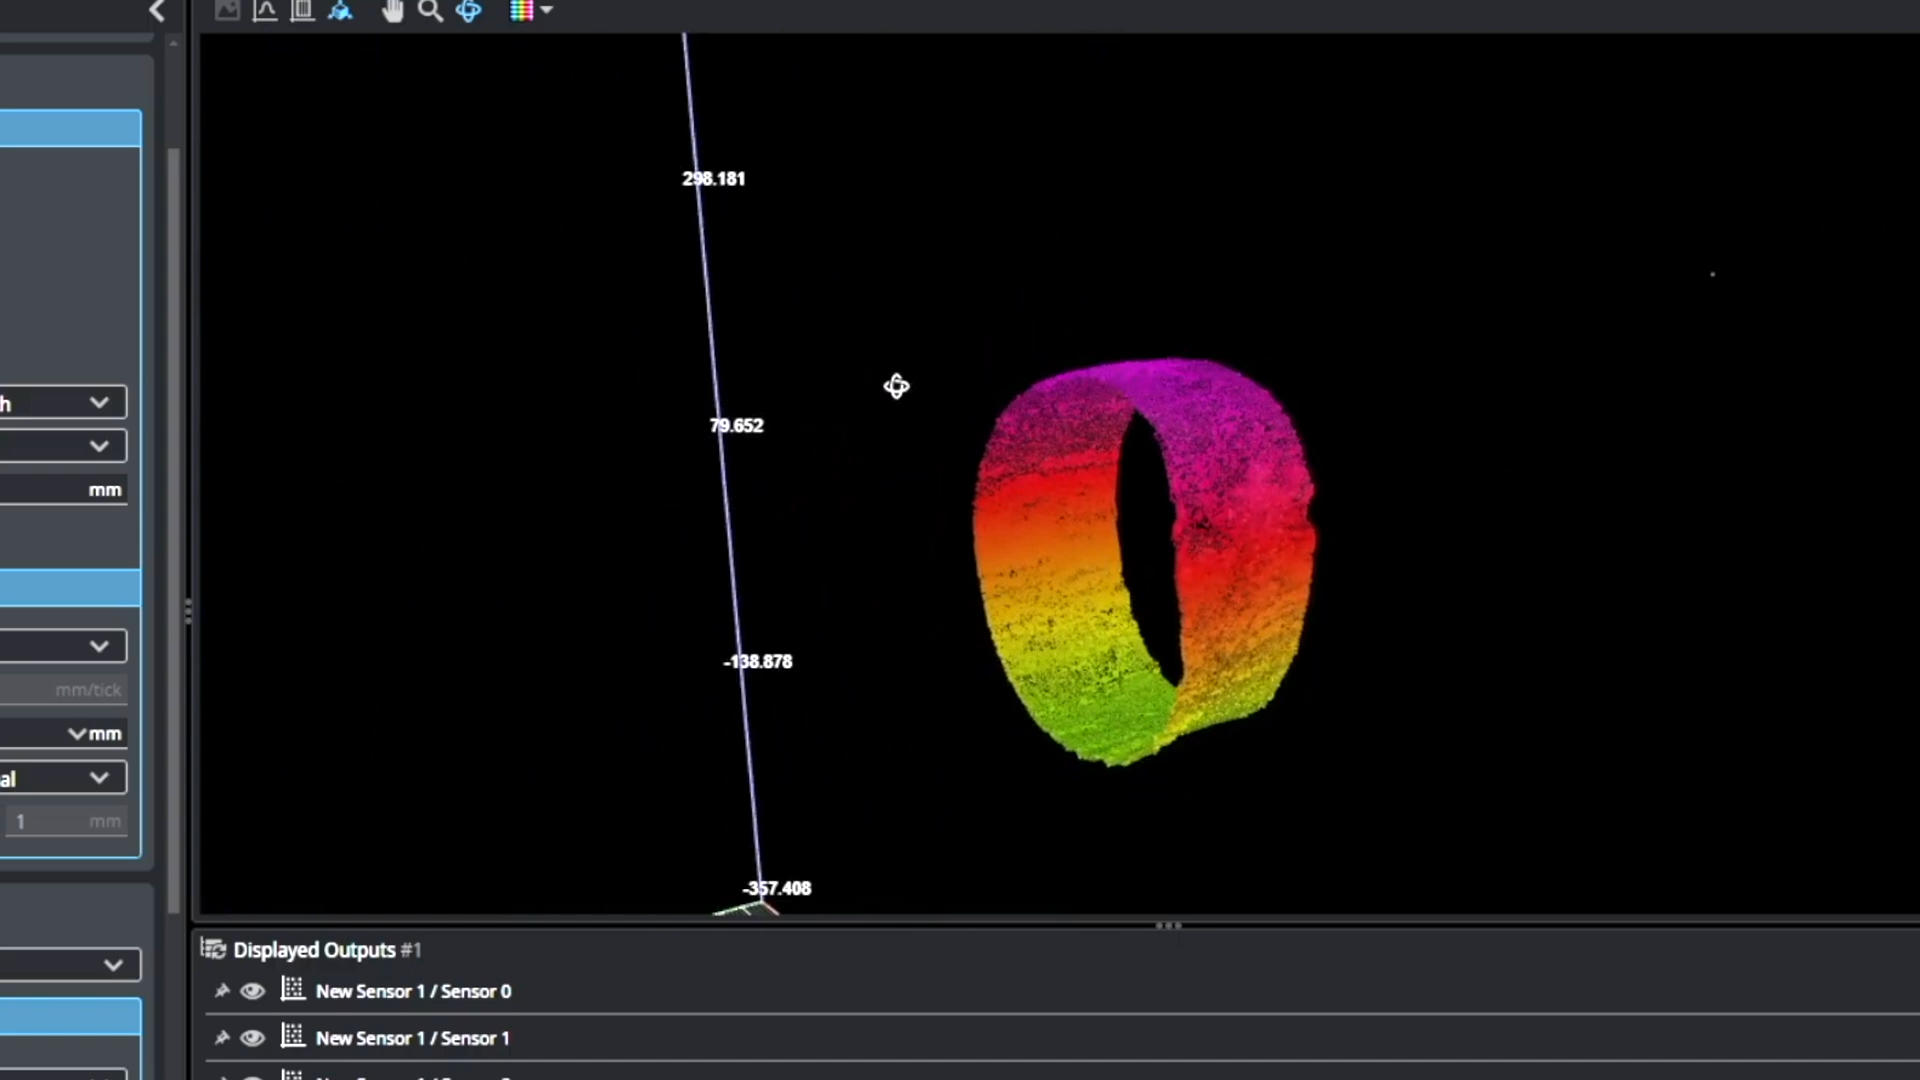 298.181
79.652
-138.878
-357.408
h
mm
mm/tick
mm
al
1 mm
Displayed Outputs #1
New Sensor 1 / Sensor 0
New Sensor 1 / Sensor 1